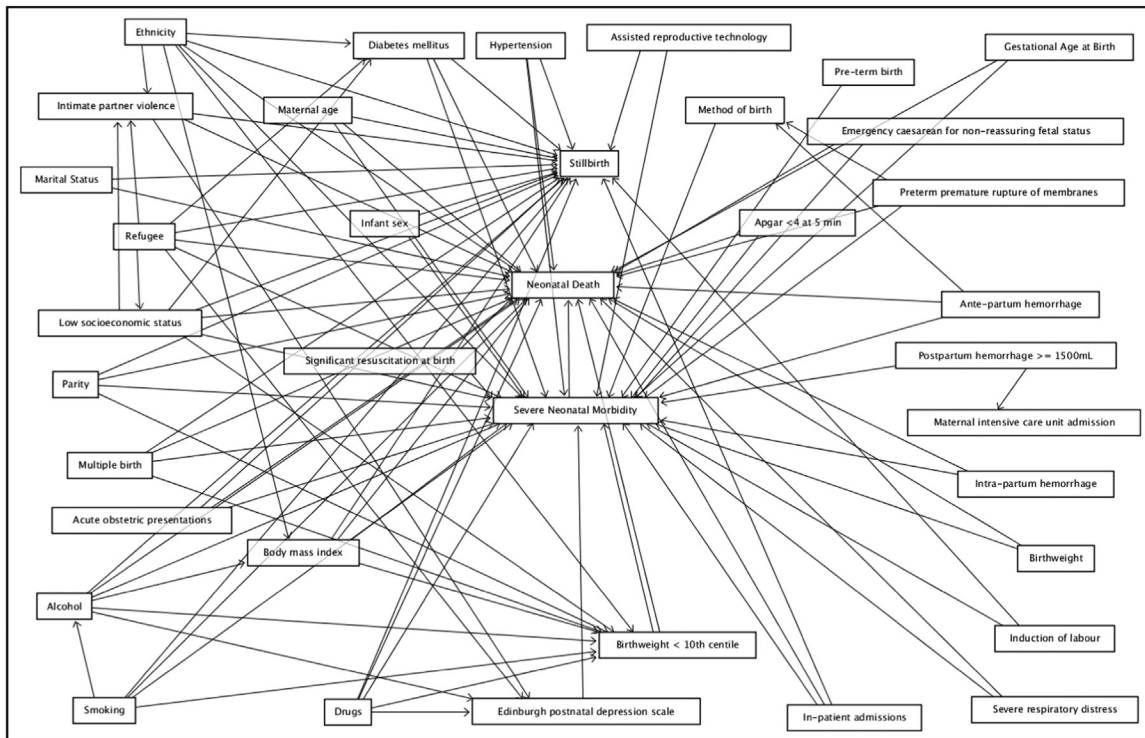 Ethnicity
Diabetes mellitus
Hypertension
Assisted reproductive technology
Gestational Age at Birth
Pre-term birth
Intimate partner violence
Maternal age
Method of birth
Emergency caesarean for non-reassuring fetal status
Stillbirth
Marital Status
Preterm premature rupture of membranes
Infant sex
Apgar <4 at 5 min
Refugee
Neonatal Death
Ante-partum hemorrhage
Low socioeconomic status
Significant resuscitation at birth
Postpartum hemorrhage >= 1500mL
Parity
Severe Neonatal Morbidity
Maternal intensive care unit admission
Multiple birth
Intra-partum hemorrhage
Acute obstetric presentations
Body mass index
Birthweight
Alcohol
Birthweight < 10th centile
Induction of labour
Smoking
Drugs
Edinburgh postnatal depression scale
In-patient admissions
Severe respiratory distress